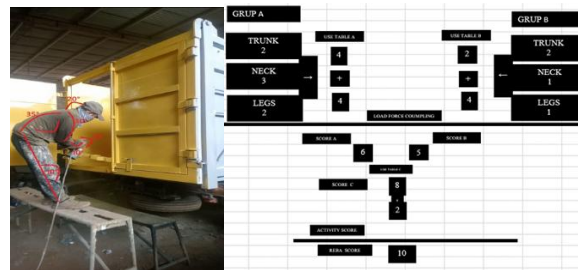 GRUP A
GRUP B
USE TABLE A
USE TABLE B
TRUNK
2
NECK
3
LEGS
2
4
+
4
2
+
4
TRUNK
2
NECK
1
LEGS
1
LOAD FORCE COUMPLING
SCORE A
SCORE B
6
5
USE TABLE C
SCORE C
8
+
2
ACTIVITY SCORE
REBA SCORE
10